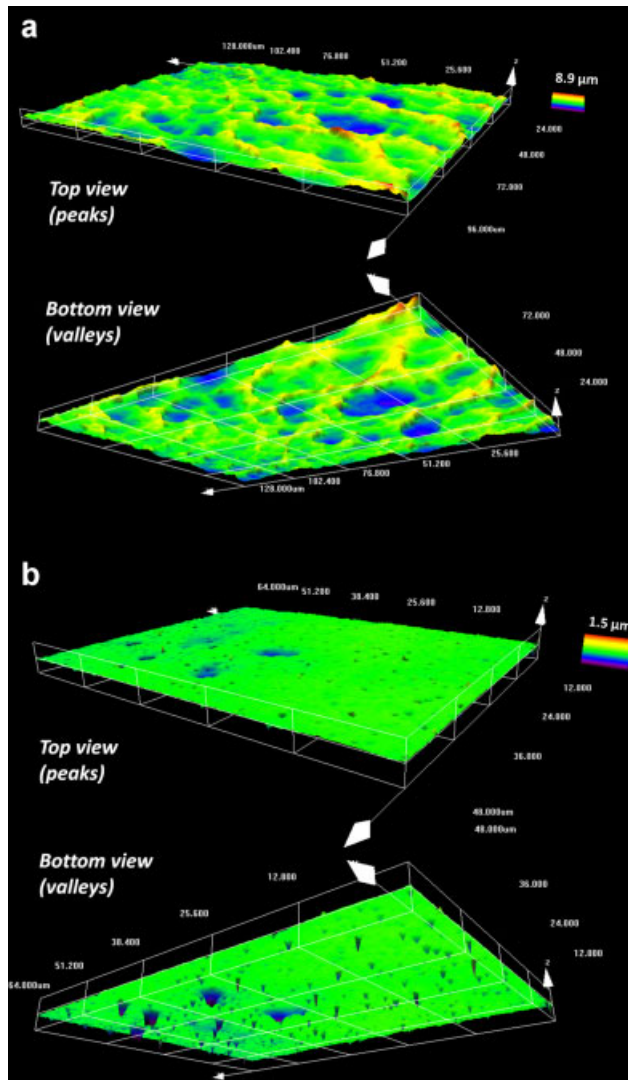 a
128.000um
102.400
76.800
51.200
25.600
z
8.9 µm
24.000
48.000
72.000
96.000um
Top view
(peaks)
Bottom view
(valleys)
72.000
48.000
24.000
z
25.600
51.200
76.800
102.400
128.000um
b
64.000um
51.200
38.400
25.600
12.800
z
1.5 µm
12.000
24.000
36.000
48.000um
Top view
(peaks)
48.000um
Bottom view
(valleys)
12.800
25.600
38.400
51.200
64.000um
36.000
24.000
12.000
z